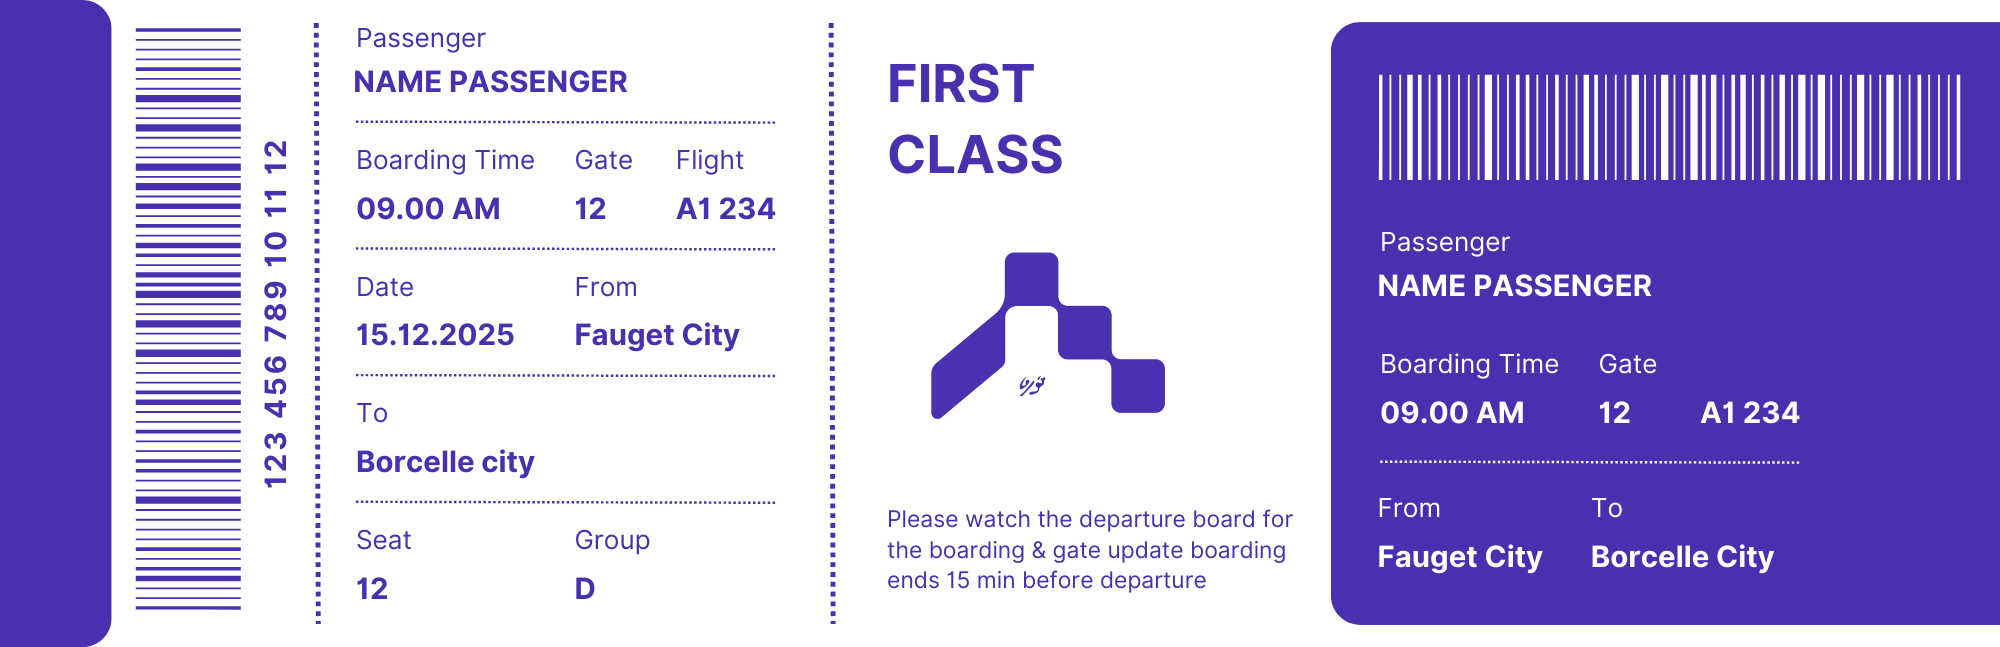 123 456 789 10 11 12
Passenger
NAME PASSENGER
Boarding Time Gate Flight
09.00 AM 12 A1 234
Date From
15.12.2025 Fauget City
To
Borcelle city
Seat Group
12 D
FIRST
CLASS
Please watch the departure board for
the boarding & gate update boarding
ends 15 min before departure
Passenger
NAME PASSENGER
Boarding Time Gate
09.00 AM 12 A1 234
From To
Fauget City Borcelle City